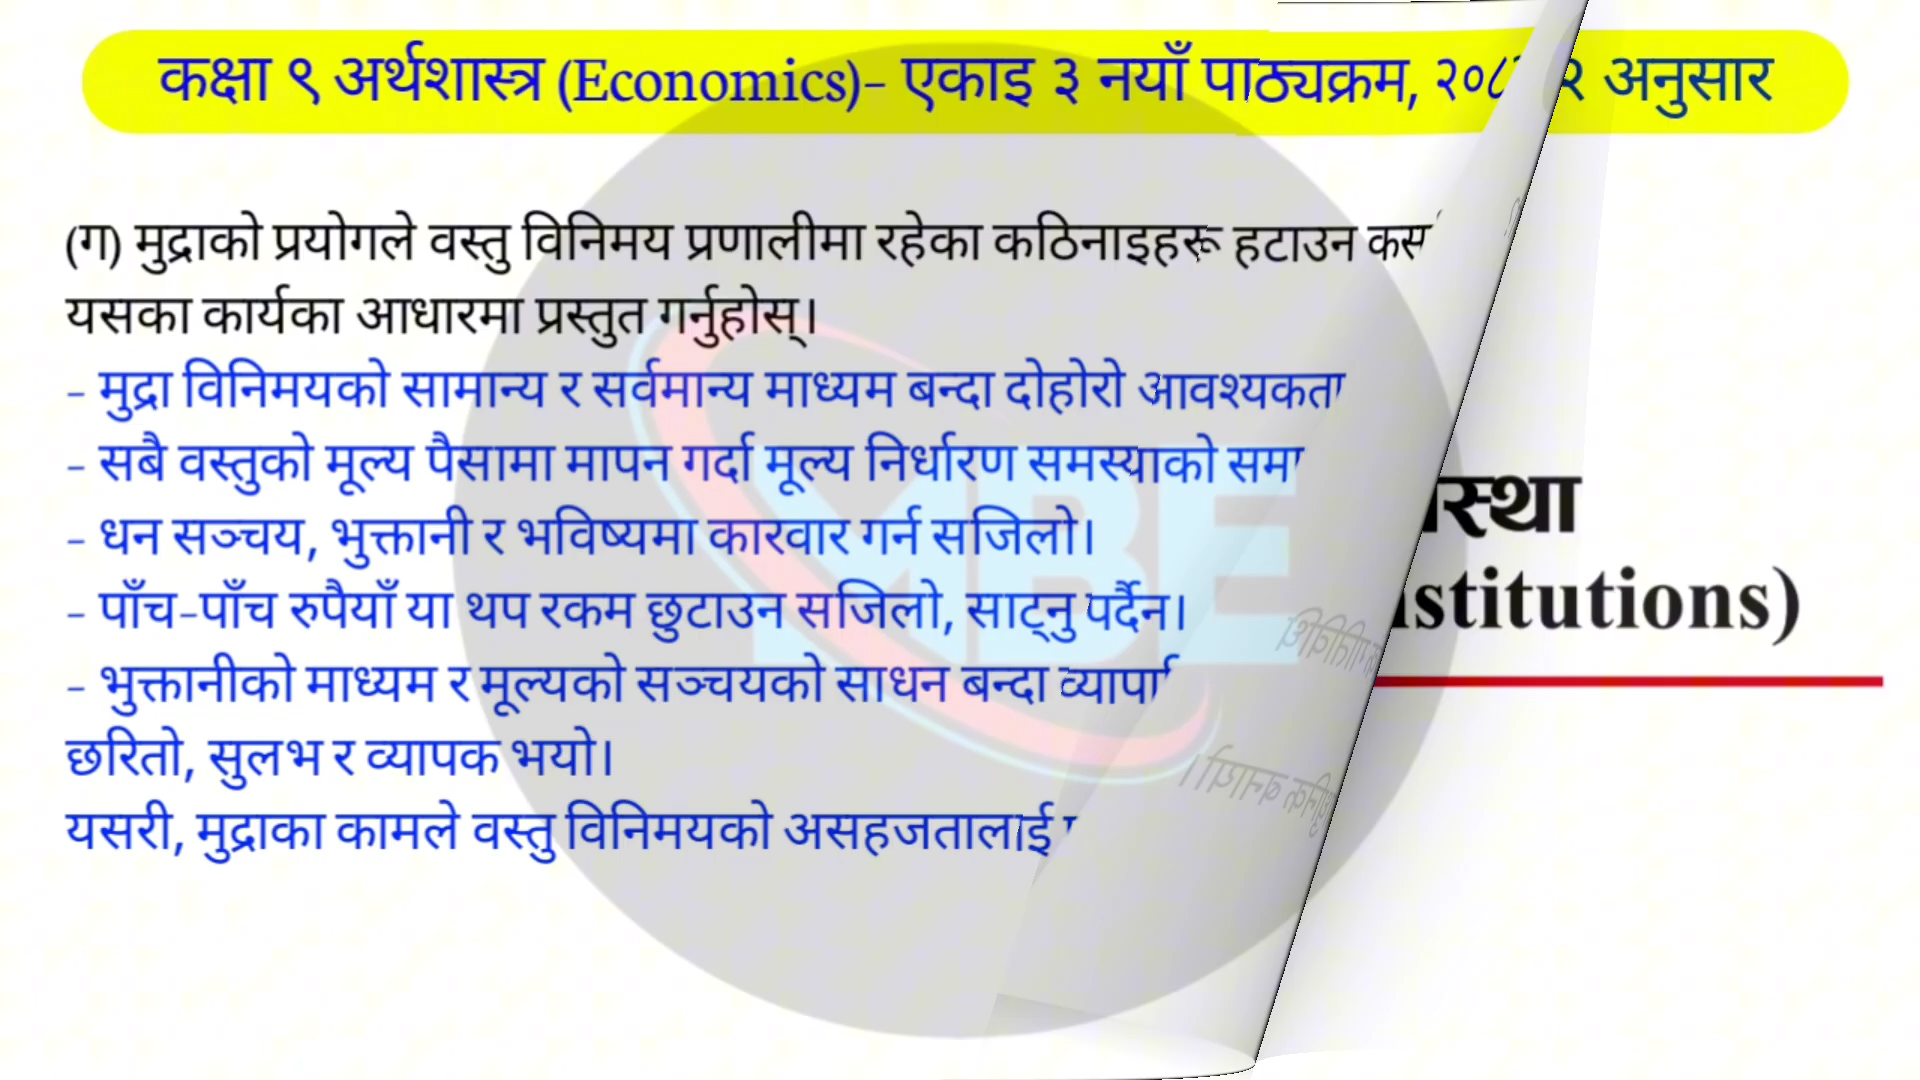 कक्षा ९ अर्थशास्त्र (Economics)- एकाइ ३ नयाँ पाठ्यक्रम, अनुसार
(ग) मुद्राको प्रयोगले वस्तु विनिमय प्रणालीमा रहेका कठिनाइहरू हटाउन
यसका कार्यका आधारमा प्रस्तुत गर्नुहोस्।
- मुद्रा विनिमयको सामान्य र सर्वमान्य माध्यम बन्दा दोहोरो आवश्यकता
- सबै वस्तुको मूल्य पैसामा मापन गर्दा मूल्य निर्धारण समस्याको
- धन सञ्चय, भुक्तानी र भविष्यमा कारवार गर्न सजिलो।
- पाँच-पाँच रुपैयाँ या थप रकम छुटाउन सजिलो, साट्नु पर्दैन।
- भुक्तानीको माध्यम र मूल्यको सञ्चयको साधन बन्दा
छरितो, सुलभ र व्यापक भयो।
यसरी, मुद्राका कामले वस्तु विनिमयको असहजतालाई
MBE